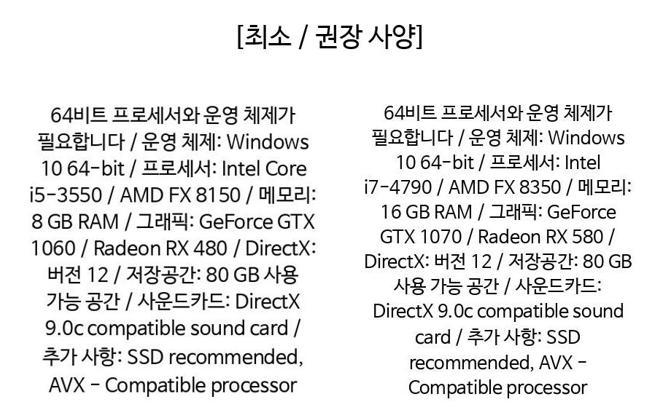 [최소 / 권장 사양]
64비트 프로세서와 운영 체제가
필요합니다 / 운영 체제: Windows
10 64-bit / 프로세서: Intel Core
i5-3550 / AMD FX 8150 / 메모리:
8 GB RAM / 그래픽: GeForce GTX
1060 / Radeon RX 480 / DirectX:
버전 12 / 저장공간: 80 GB 사용
가능 공간 / 사운드카드: DirectX
9.0c compatible sound card /
추가 사항: SSD recommended,
AVX - Compatible processor
64비트 프로세서와 운영 체제가
필요합니다 / 운영 체제: Windows
10 64-bit / 프로세서: Intel
i7-4790 / AMD FX 8350 / 메모리:
16 GB RAM / 그래픽: GeForce
GTX 1070 / Radeon RX 580 /
DirectX: 버전 12 / 저장공간: 80 GB
사용 가능 공간 / 사운드카드:
DirectX 9.0c compatible sound
card / 추가 사항: SSD
recommended, AVX -
Compatible processor